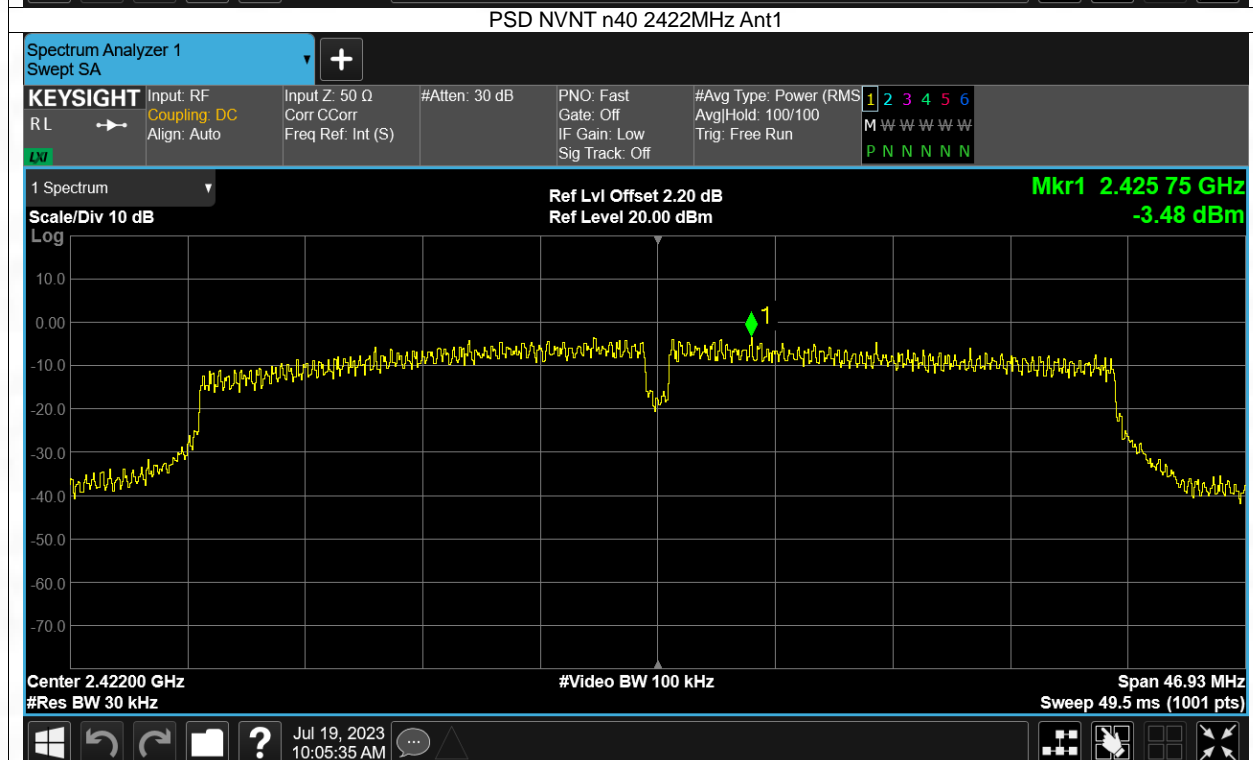 PSD NVNT n40 2422MHz Ant1
Spectrum Analyzer 1
Swept SA
+
KEYSIGHT
R L
LXI
Input: RF
Coupling: DC
Align: Auto
Input Z: 50 Ω
Corr CCorr
Freq Ref: Int (S)
#Atten: 30 dB
PNO: Fast
Gate: Off
IF Gain: Low
Sig Track: Off
#Avg Type: Power (RMS
Avg|Hold: 100/100
Trig: Free Run
1 2 3 4 5 6
M W W W W W
P N N N N N
1 Spectrum
Scale/Div 10 dB
Log
Ref Lvl Offset 2.20 dB
Ref Level 20.00 dBm
Mkr1 2.425 75 GHz
-3.48 dBm
10.0
0.00
-10.0
-20.0
-30.0
-40.0
-50.0
-60.0
-70.0
1
Center 2.42200 GHz
#Res BW 30 kHz
#Video BW 100 kHz
Span 46.93 MHz
Sweep 49.5 ms (1001 pts)
?
Jul 19, 2023
10:05:35 AM